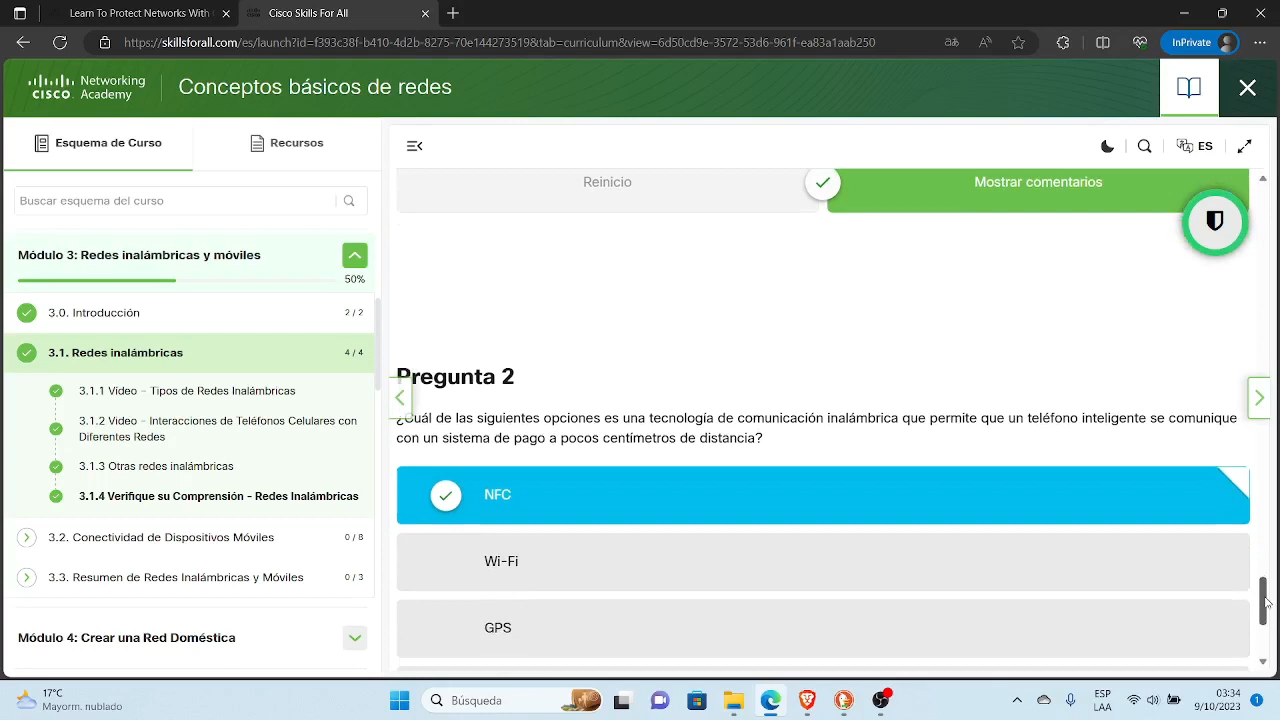 Learn To Protect Networks With
Cisco Skills For All
https://skillsforall.com/es/launch?id=f393c38f-b410-4d2b-8275-70c1442ff798&tab=curriculum&view=6d50cd9e-3572-53d6-961f-ea83a1aab250
InPrivate
CISCO
Networking
Academy
Conceptos básicos de redes
Esquema de Curso
Recursos
Buscar esquema del curso
Módulo 3: Redes inalámbricas y móviles
50%
3.0. Introducción
2 / 2
3.1. Redes inalámbricas
4 / 4
3.1.1 Video – Tipos de Redes Inalámbricas
3.1.2 Video – Interacciones de Teléfonos Celulares con
Diferentes Redes
3.1.3 Otras redes inalámbricas
3.1.4 Verifique su Comprensión - Redes Inalámbricas
3.2. Conectividad de Dispositivos Móviles
0 / 8
3.3. Resumen de Redes Inalámbricas y Móviles
0 / 3
Módulo 4: Crear una Red Doméstica
ES
Reinicio
Mostrar comentarios
Pregunta 2
¿Cuál de las siguientes opciones es una tecnología de comunicación inalámbrica que permite que un teléfono inteligente se comunique
con un sistema de pago a pocos centímetros de distancia?
NFC
Wi-Fi
GPS
17°C
Mayorm. nublado
Búsqueda
ESP
LAA
03:34
9/10/2023
1